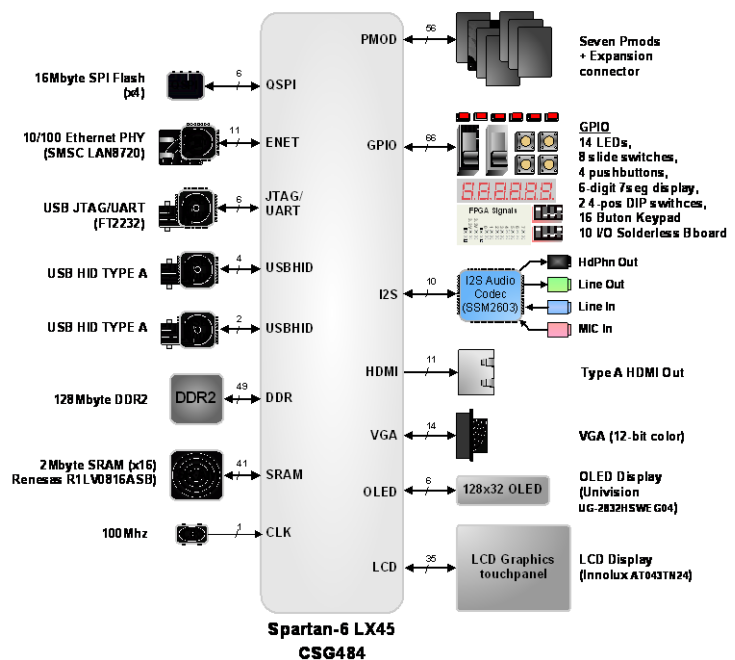 PMOD
56
Seven Pmods
+ Expansion
connector
16Mbyte SPI Flash
(x4)
6
QSPI
10/100 Ethernet PHY
(SMSC LAN8720)
11
ENET
GPIO
66
GPIO
14 LEDs,
8 slide switches,
4 pushbuttons,
6-digit 7seg display,
2 4-pos DIP swithces,
16 Buton Keypad
10 I/O Solderless Bboard
FPGA Signals
USB JTAG/UART
(FT2232)
6
JTAG/
UART
USB HID TYPE A
4
USBHID
I2S
10
I2S Audio
Codec
(SSM2603)
HdPhn Out
Line Out
Line In
MIC In
USB HID TYPE A
2
USBHID
HDMI
11
Type A HDMI Out
128Mbyte DDR2
DDR2
49
DDR
VGA
14
VGA (12-bit color)
2Mbyte SRAM (x16)
Renesas R1LV0816ASB)
41
SRAM
OLED
6
128x32 OLED
OLED Display
(Univision
UG-2832HSWEG04)
100Mhz
1
CLK
LCD
35
LCD Graphics
touchpanel
LCD Display
(Innolux AT043TN24)
Spartan-6 LX45
CSG484